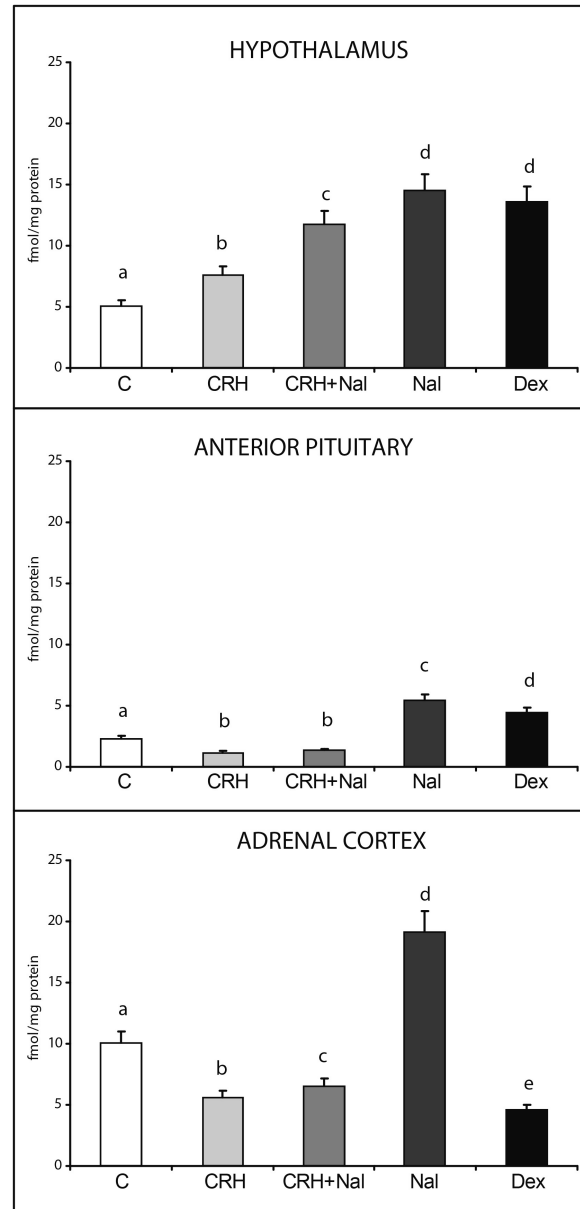 HYPOTHALAMUS
25
20
15
10
5
0
fmol/mg protein
a
b
c
d
d
C CRH CRH+Nal Nal Dex
ANTERIOR PITUITARY
25
20
15
10
5
0
fmol/mg protein
a
b
b
c
d
C CRH CRH+Nal Nal Dex
ADRENAL CORTEX
25
20
15
10
5
0
fmol/mg protein
a
b
c
d
e
C CRH CRH+Nal Nal Dex